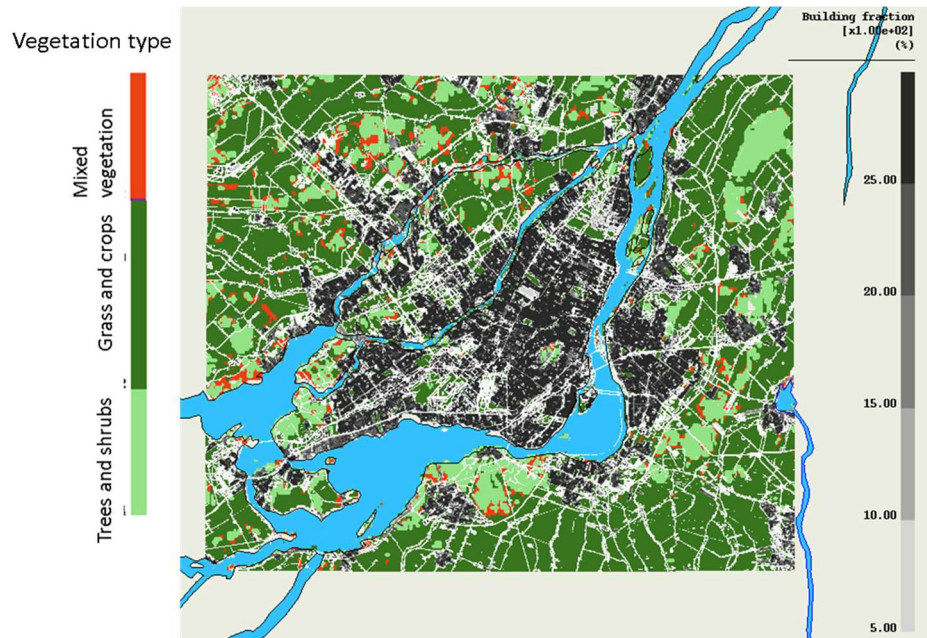 Vegetation type
Mixed
vegetation
Grass and crops
Trees and shrubs
Building fraction
[x1.00e+02]
(%)
25.00
20.00
15.00
10.00
5.00